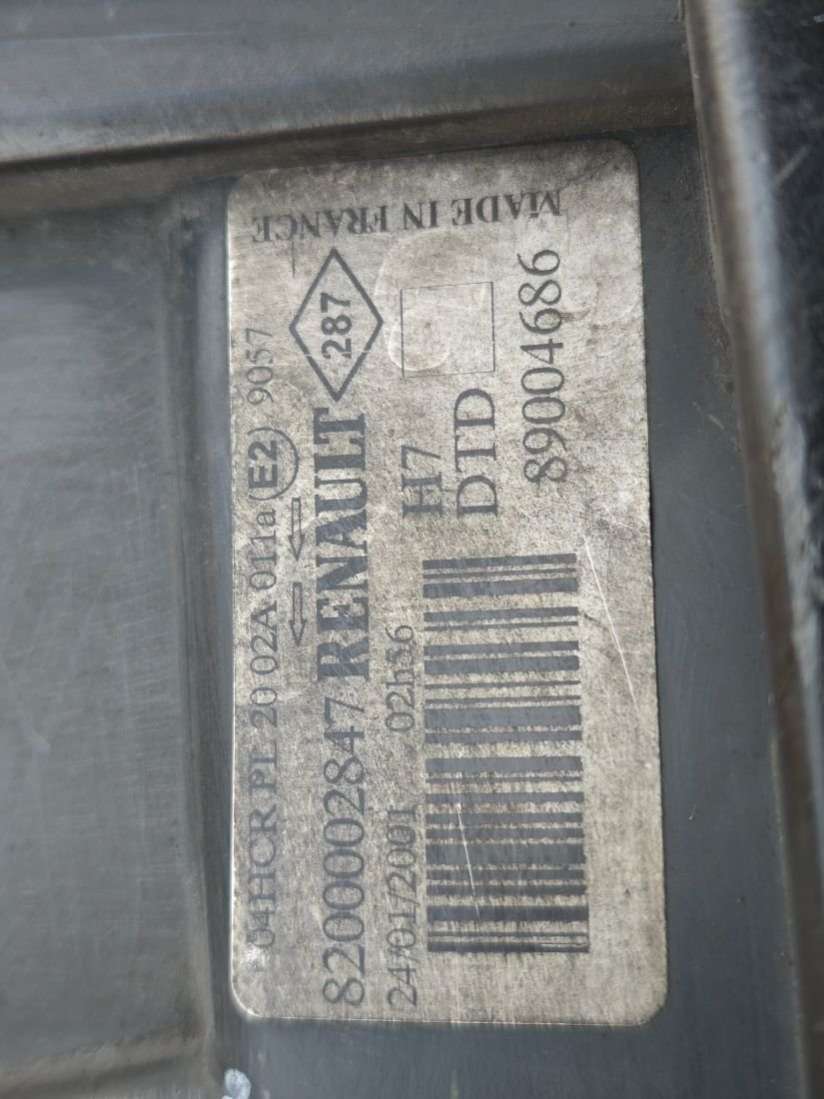 04HCR PL 20 02A 011a E2 9057
8200002847 RENAULT 287
24/01/2001 02h36
H7
DTD
89004686
MADE IN FRANCE